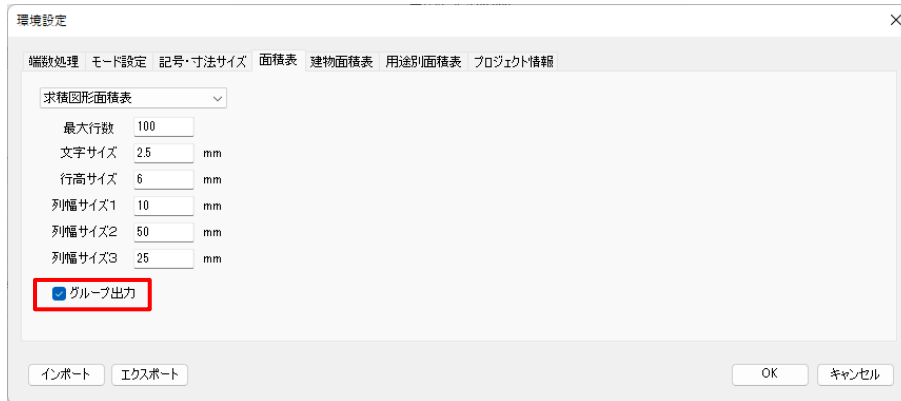 環境設定
端数処理 モード設定 記号・寸法サイズ 面積表 建物面積表 用途別面積表 プロジェクト情報
求積図形面積表
最大行数 100
文字サイズ 2.5 mm
行高サイズ 6 mm
列幅サイズ1 10 mm
列幅サイズ2 50 mm
列幅サイズ3 25 mm
グループ出力
インポート エクスポート OK キャンセル